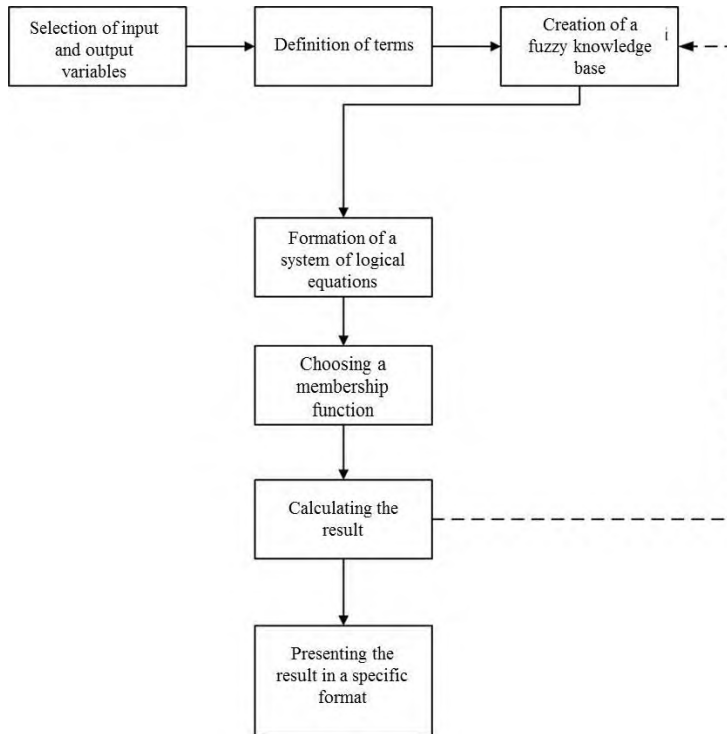 Selection of input
and output
variables
Definition of terms
Creation of a
fuzzy knowledge
base
i
Formation of a
system of logical
equations
Choosing a
membership
function
Calculating the
result
Presenting the
result in a specific
format